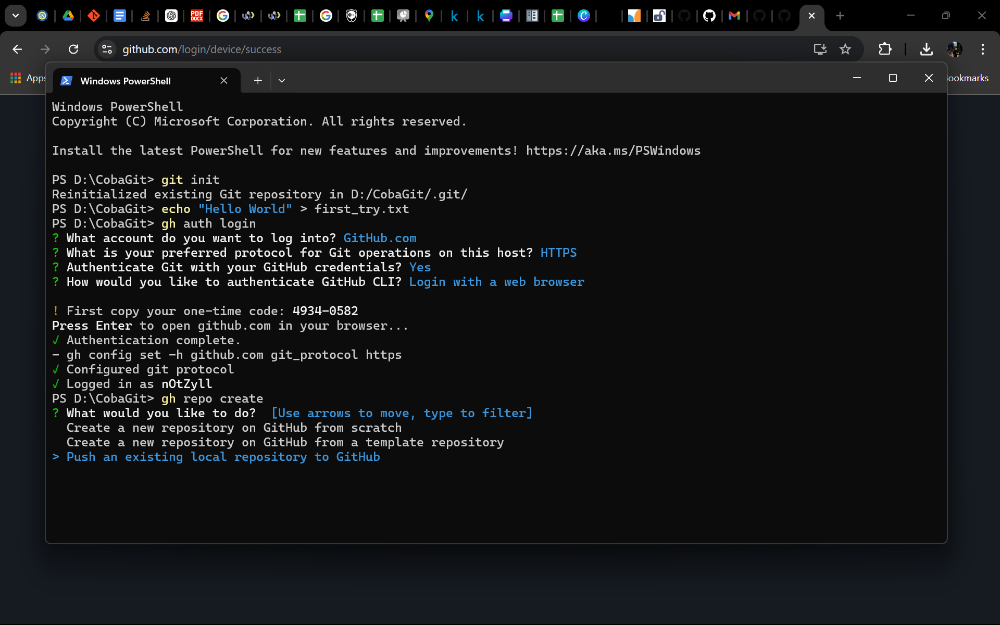 github.com/login/device/success
Apps
Bookmarks
Windows PowerShell
Windows PowerShell
Copyright (C) Microsoft Corporation. All rights reserved.
Install the latest PowerShell for new features and improvements! https://aka.ms/PSWindows
PS D:\CobaGit> git init
Reinitialized existing Git repository in D:/CobaGit/.git/
PS D:\CobaGit> echo "Hello World" > first_try.txt
PS D:\CobaGit> gh auth login
? What account do you want to log into? GitHub.com
? What is your preferred protocol for Git operations on this host? HTTPS
? Authenticate Git with your GitHub credentials? Yes
? How would you like to authenticate GitHub CLI? Login with a web browser
! First copy your one-time code: 4934-0582
Press Enter to open github.com in your browser...
√ Authentication complete.
- gh config set -h github.com git_protocol https
√ Configured git protocol
√ Logged in as nOtZyll
PS D:\CobaGit> gh repo create
? What would you like to do?  [Use arrows to move, type to filter]
Create a new repository on GitHub from scratch
Create a new repository on GitHub from a template repository
> Push an existing local repository to GitHub